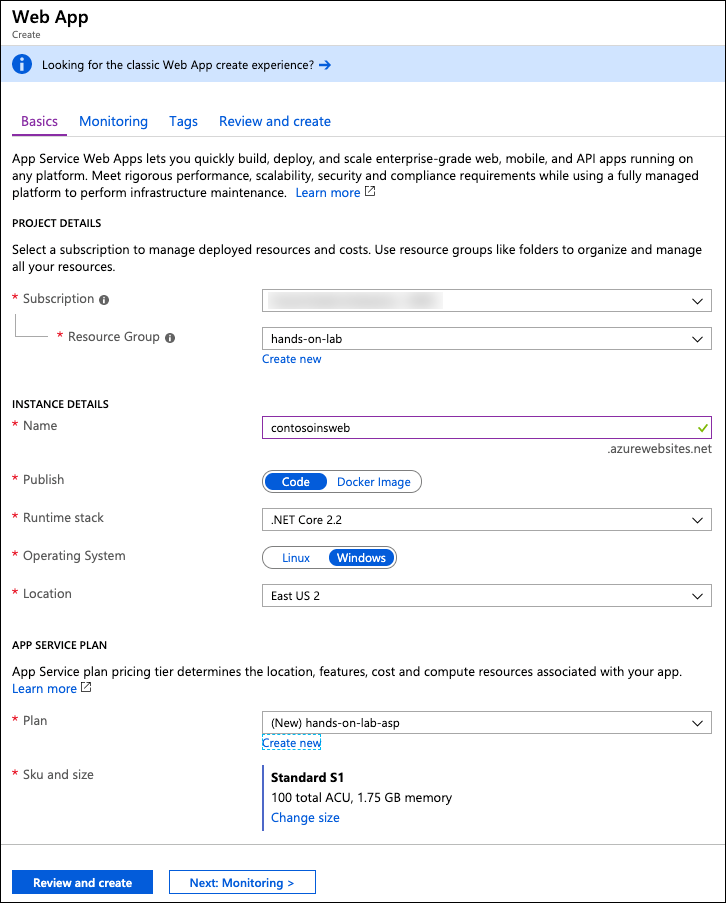 Web App
Create
Looking for the classic Web App create experience? →
Basics Monitoring Tags Review and create
App Service Web Apps lets you quickly build, deploy, and scale enterprise-grade web, mobile, and API apps running on
any platform. Meet rigorous performance, scalability, security and compliance requirements while using a fully managed
platform to perform infrastructure maintenance. Learn more
PROJECT DETAILS
Select a subscription to manage deployed resources and costs. Use resource groups like folders to organize and manage
all your resources.
* Subscription
* Resource Group hands-on-lab
Create new
INSTANCE DETAILS
* Name contosoinsweb
.azurewebsites.net
* Publish Code Docker Image
* Runtime stack .NET Core 2.2
* Operating System Linux Windows
* Location East US 2
APP SERVICE PLAN
App Service plan pricing tier determines the location, features, cost and compute resources associated with your app.
Learn more
* Plan (New) hands-on-lab-asp
Create new
* Sku and size Standard S1
100 total ACU, 1.75 GB memory
Change size
Review and create Next: Monitoring >